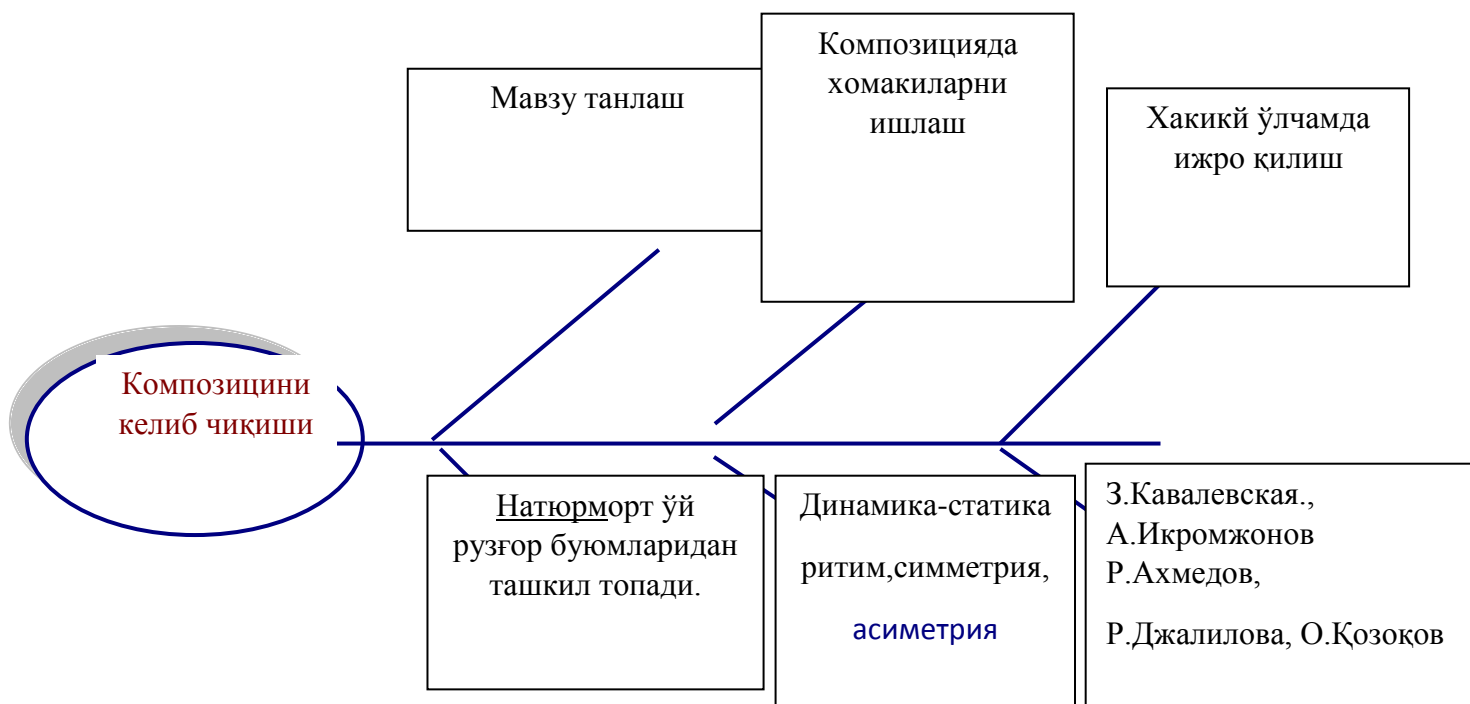 Мавзу танлаш
Композицияда
хомакиларни
ишлаш
Хакикй ўлчамда
ижро қилиш
Композицини
келиб чиқиши
Натюрморт ўй
рузғор буюмларидан
ташкил топади.
Динамика-статика
ритим,симметрия,
асиметрия
З.Кавалевская.,
А.Икромжонов
Р.Ахмедов,
Р.Джалилова, О.Қозоқов